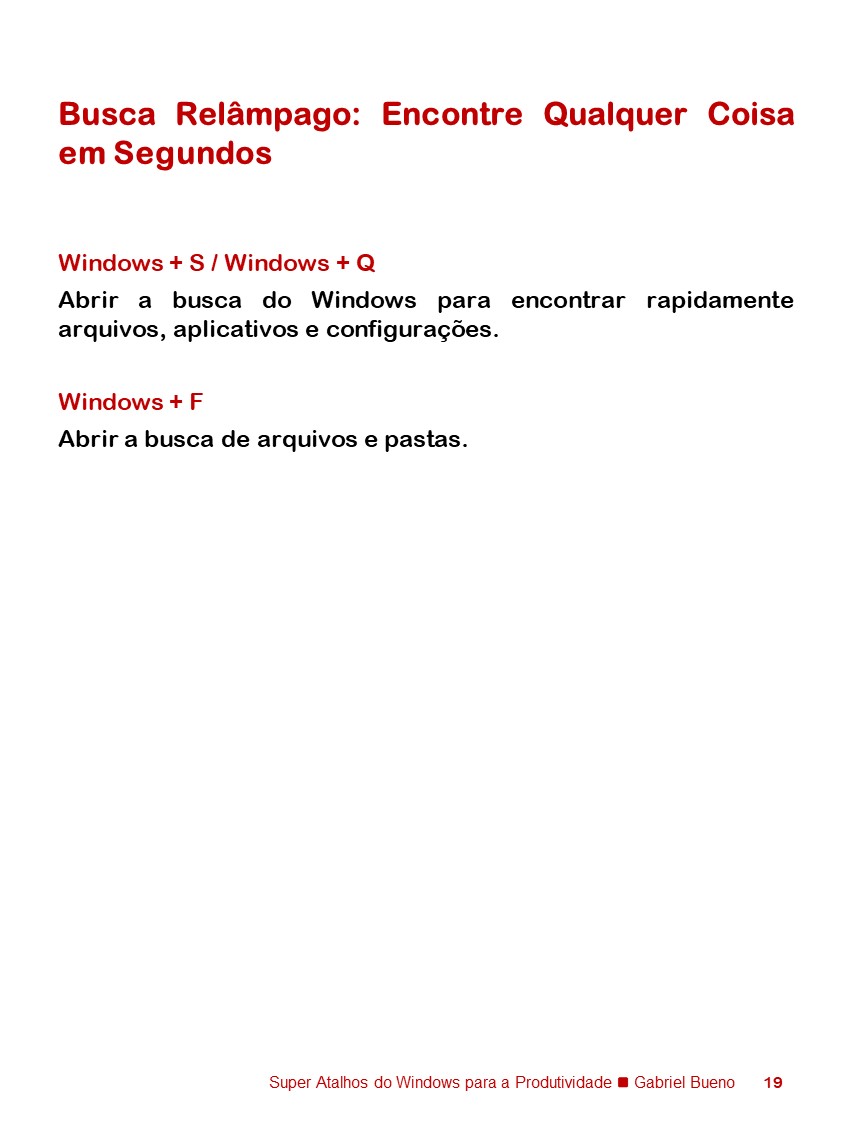 Busca Relâmpago: Encontre Qualquer Coisa
em Segundos
Windows + S / Windows + Q
Abrir a busca do Windows para encontrar rapidamente
arquivos, aplicativos e configurações.
Windows + F
Abrir a busca de arquivos e pastas.
Super Atalhos do Windows para a Produtividade ■ Gabriel Bueno 19